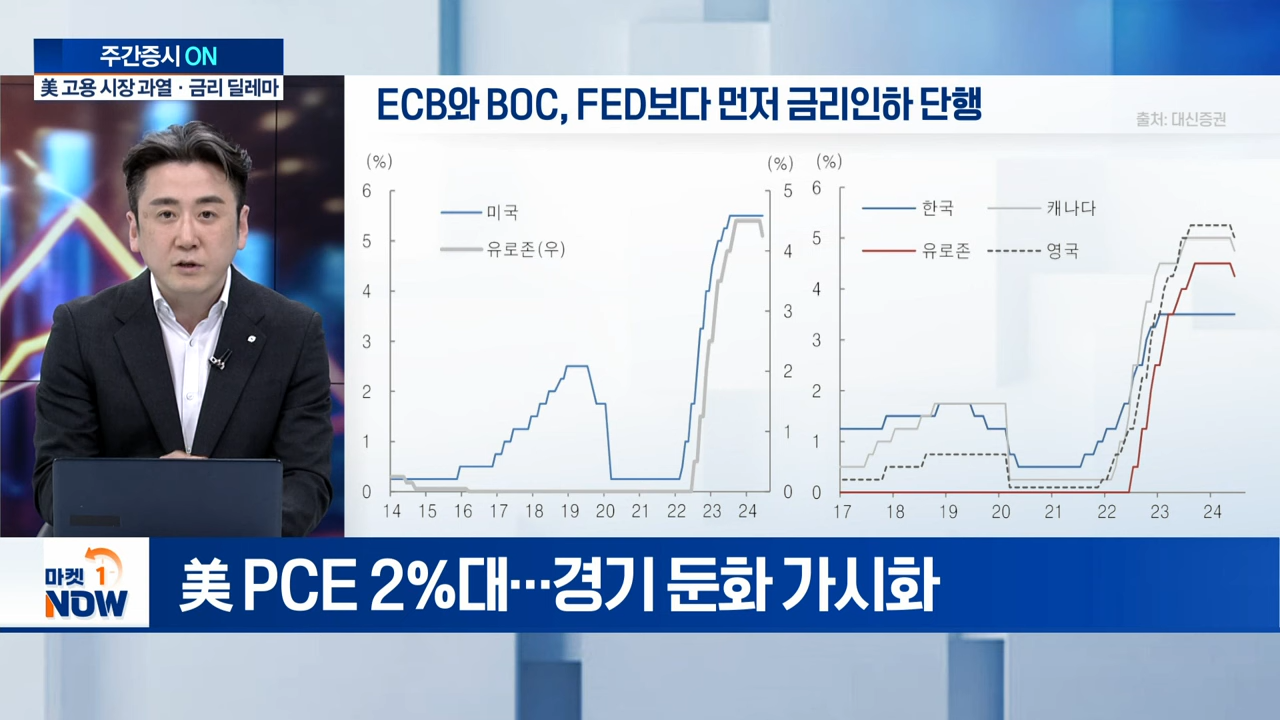 주간증시 ON
美 고용 시장 과열 · 금리 딜레마
ECB와 BOC, FED보다 먼저 금리인하 단행
출처: 대신증권
(%)
(%)
6
5
4
3
2
1
0
미국
유로존(우)
5
4
3
2
1
0
14 15 16 17 18 19 20 21 22 23 24
(%)
6
5
4
3
2
1
0
한국 캐나다
유로존 영국
17 18 19 20 21 22 23 24
마켓 1
NOW
美 PCE 2%대…경기 둔화 가시화